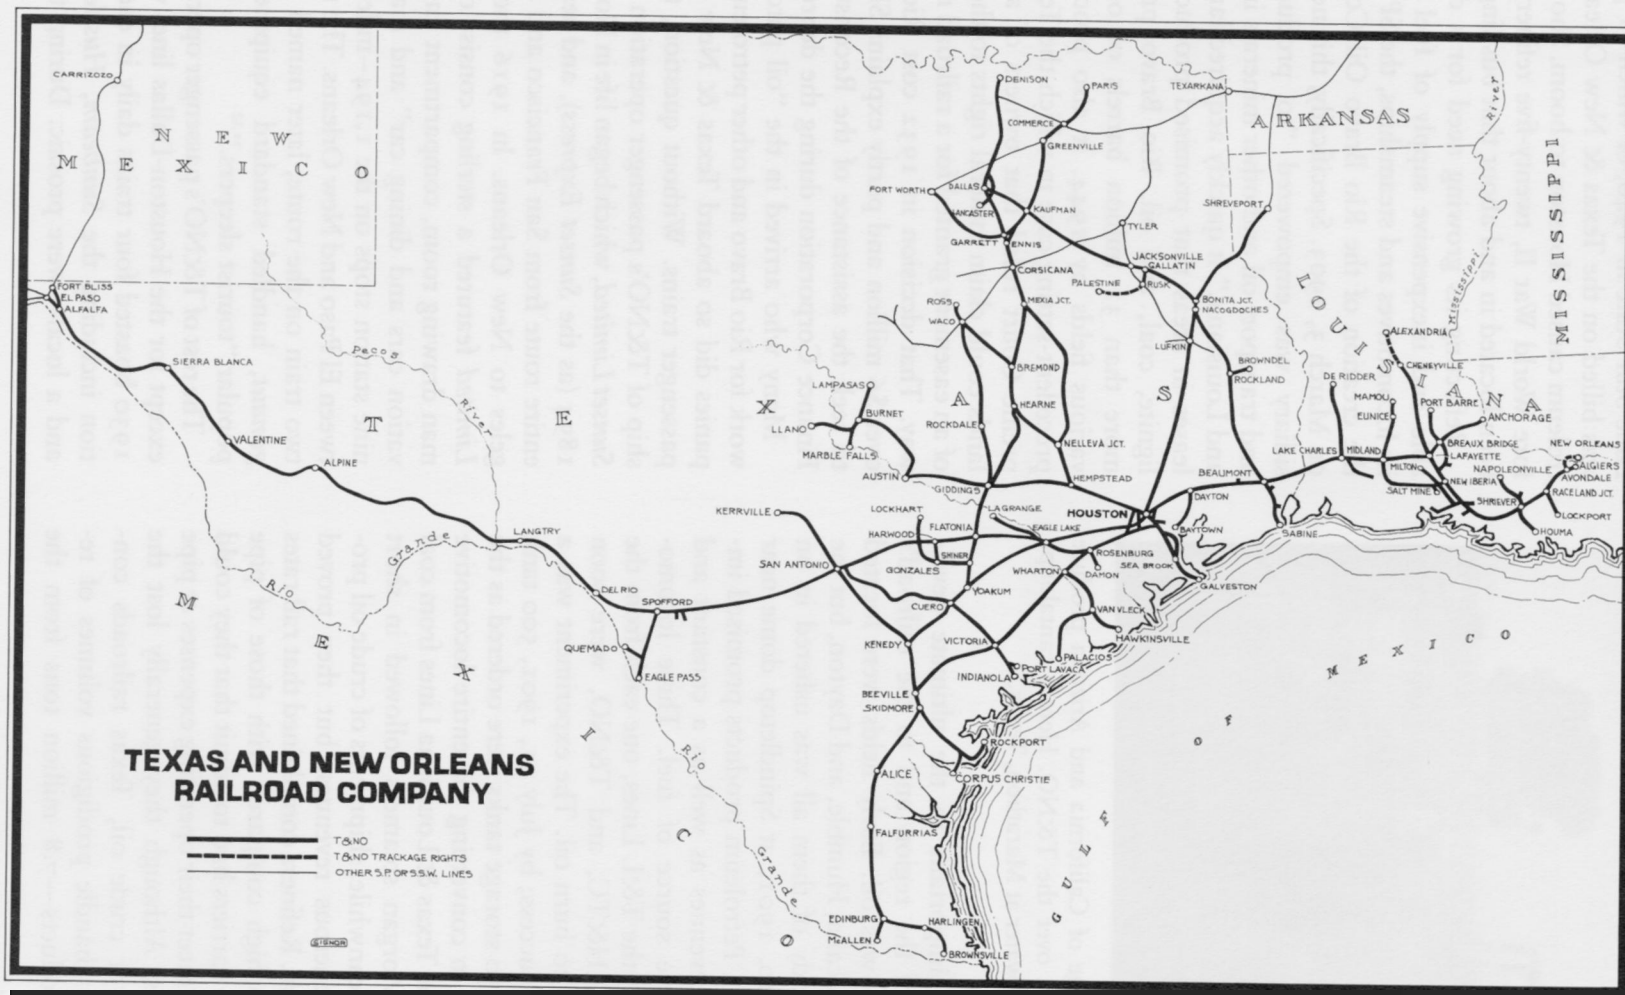 CARRIZOZO
NEW
MEXICO
FORT BLISS
EL PASO
ALFALFA
SIERRA BLANCA
VALENTINE
ALPINE
Pecos
River
LANGTRY
Rio
Grande
DEL RIO
SPOFFORD
QUEMADO
EAGLE PASS
MEXICO
Rio
Grande
TEXAS
DENISON
PARIS
TEXARKANA
COMMERCE
GREENVILLE
FORT WORTH
DALLAS
LANCASTER
KAUFMAN
GARRETT
ENNIS
CORSICANA
TYLER
JACKSONVILLE
GALLATIN
PALESTINE
RUSK
ROSS
WACO
MEXIA JCT.
BONITA JCT.
NACOGDOCHES
LUFKIN
BROWNDEL
ROCKLAND
BREMOND
LAMPASAS
BURNET
LLANO
MARBLE FALLS
HEARNE
ROCKDALE
NELLEVA JCT.
AUSTIN
GIDDINGS
HEMPSTEAD
ARKANSAS
River
SHREVEPORT
Mississippi
MISSISSIPPI
LOUISIANA
ALEXANDRIA
CHENEYVILLE
DE RIDDER
MAMOU
EUNICE
PORT BARRE
ANCHORAGE
LAKE CHARLES
MIDLAND
BREAUX BRIDGE
LAFAYETTE
NEW ORLEANS
ALGIERS
AVONDALE
MILTON
NAPOLEONVILLE
SALT MINE
NEW IBERIA
SHRIEVER
RACELAND JCT.
LOCKPORT
HOUMA
BEAUMONT
DAYTON
KERRVILLE
LOCKHART
LA GRANGE
HOUSTON
HARWOOD
FLATONIA
EAGLE LAKE
BAYTOWN
SABINE
SAN ANTONIO
GONZALES
SHINER
WHARTON
ROSENBURG
SEA BROOK
DAMON
GALVESTON
YOAKUM
CUERO
VAN VLECK
HAWKINSVILLE
KENEDY
VICTORIA
PALACIOS
PORT LAVACA
INDIANOLA
BEEVILLE
SKIDMORE
ROCKPORT
ALICE
CORPUS CHRISTIE
FALFURRIAS
EDINBURG
HARLINGEN
McALLEN
BROWNSVILLE
GULF
OF
MEXICO
TEXAS AND NEW ORLEANS
RAILROAD COMPANY
T&NO
T&NO TRACKAGE RIGHTS
OTHER S.P. OR S.S.W. LINES
SIGNOR